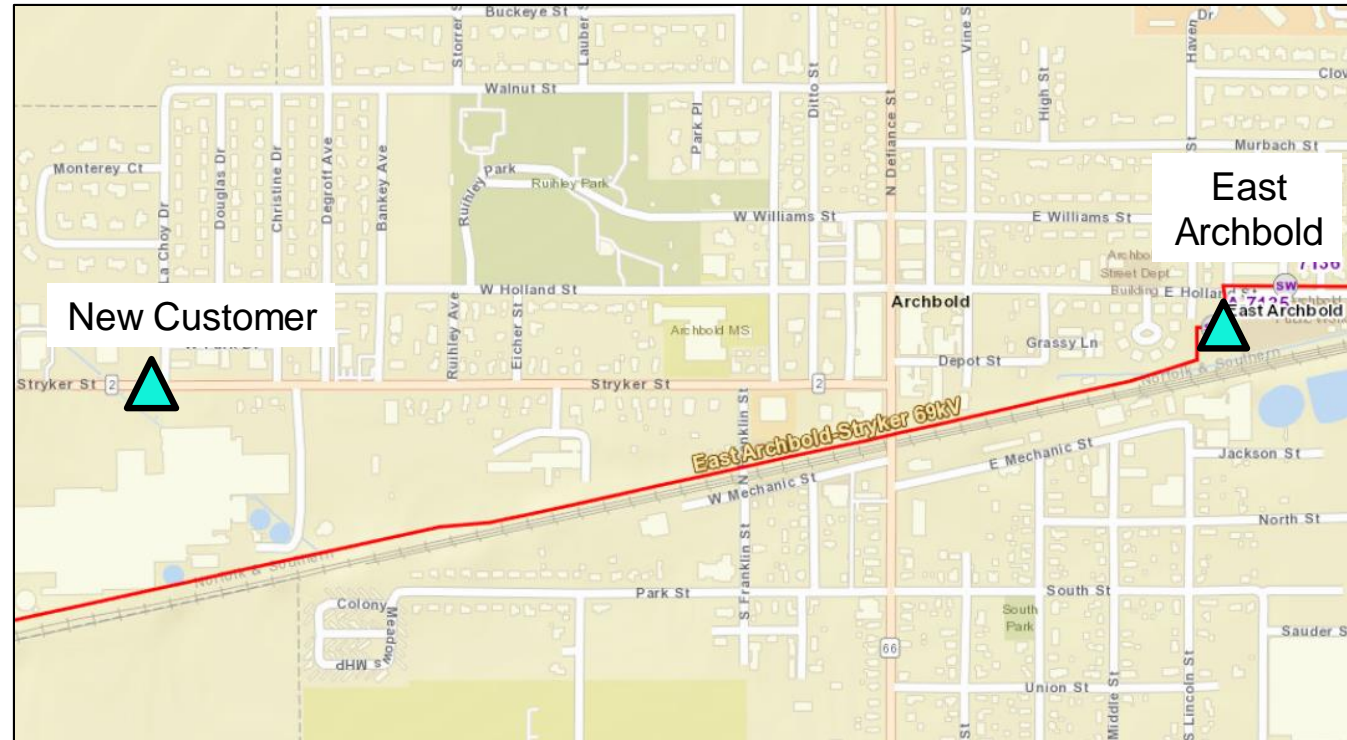 Buckeye St
Storrer S
Lauber S
Vine S
Haven
Dr
Walnut St
Clov
Ditto St
High St
N Defiance St
Park Pl
Murbach St
St
Monterey Ct
Douglas Dr
Christine Dr
Degroff Ave
Bankey Ave
La Choy Dr
Ruihley
Park
Ruihley Park
W Williams St
E Williams St
East
Archbold
7136
SW
Archbo
Street Dept
Building
W Holland St
E Holland St
A 7135
East Archbold
Archbold
New Customer
Ruihley Ave
Eicher St
Archbold MS
Grassy Ln
Depot St
Stryker St
2
Stryker St
2
Norfolk & Southern
East Archbold-Stryker 69kV
N Franklin St
E Mechanic St
W Mechanic St
Jackson St
North St
Norfolk & Southern
S Franklin St
Park St
South St
Colony
Meadow
s MHP
South
Park
Sauder S
66
Union St
St
Middle St
S Lincoln St